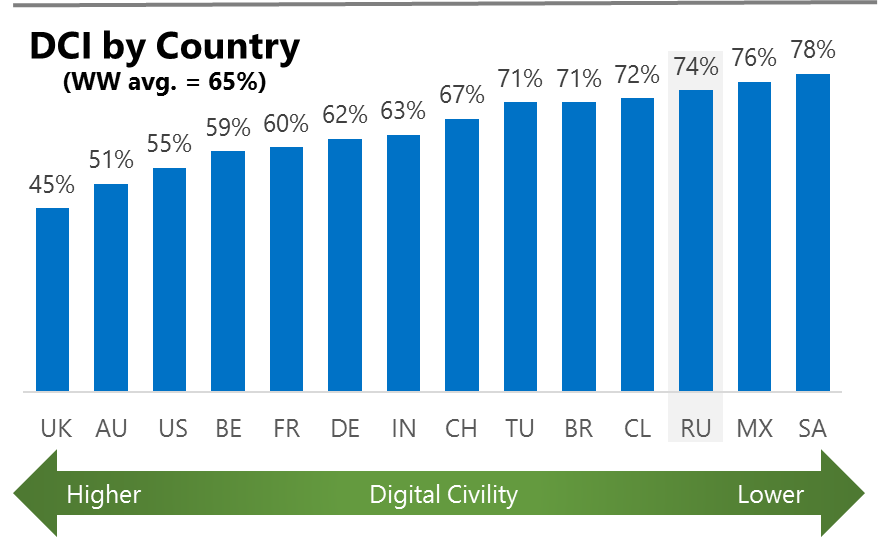 DCI by Country
(WW avg. = 65%)
45% 51% 55% 59% 60% 62% 63% 67% 71% 71% 72% 74% 76% 78%
UK AU US BE FR DE IN CH TU BR CL RU MX SA
Higher Digital Civility Lower